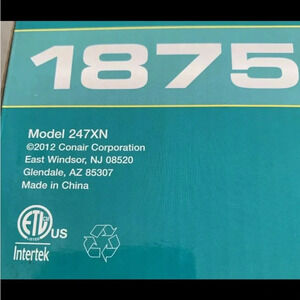 1875
Model 247XN
©2012 Conair Corporation
East Windsor, NJ 08520
Glendale, AZ 85307
Made in China
ETL
US
Intertek